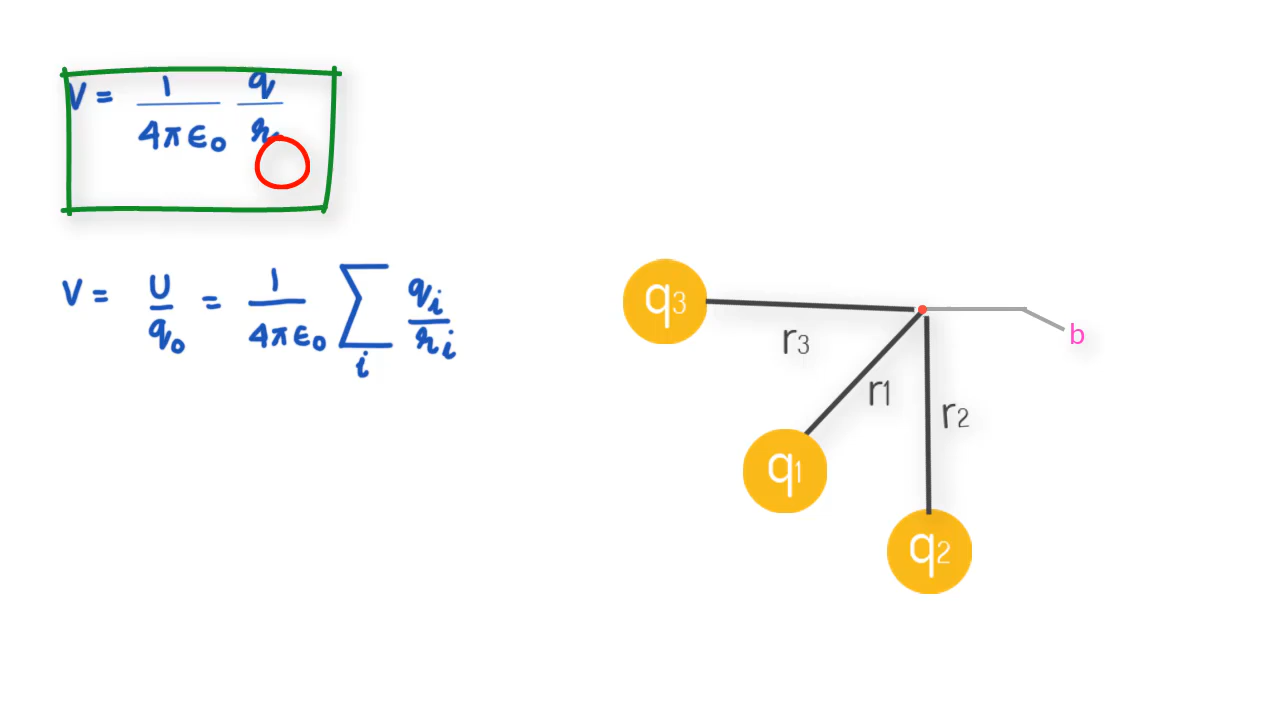 V = 1/4πε₀ q/r
V = U/q₀ = 1/4πε₀ Σᵢ qᵢ/rᵢ
q3
r3
b
r1
r2
q1
q2